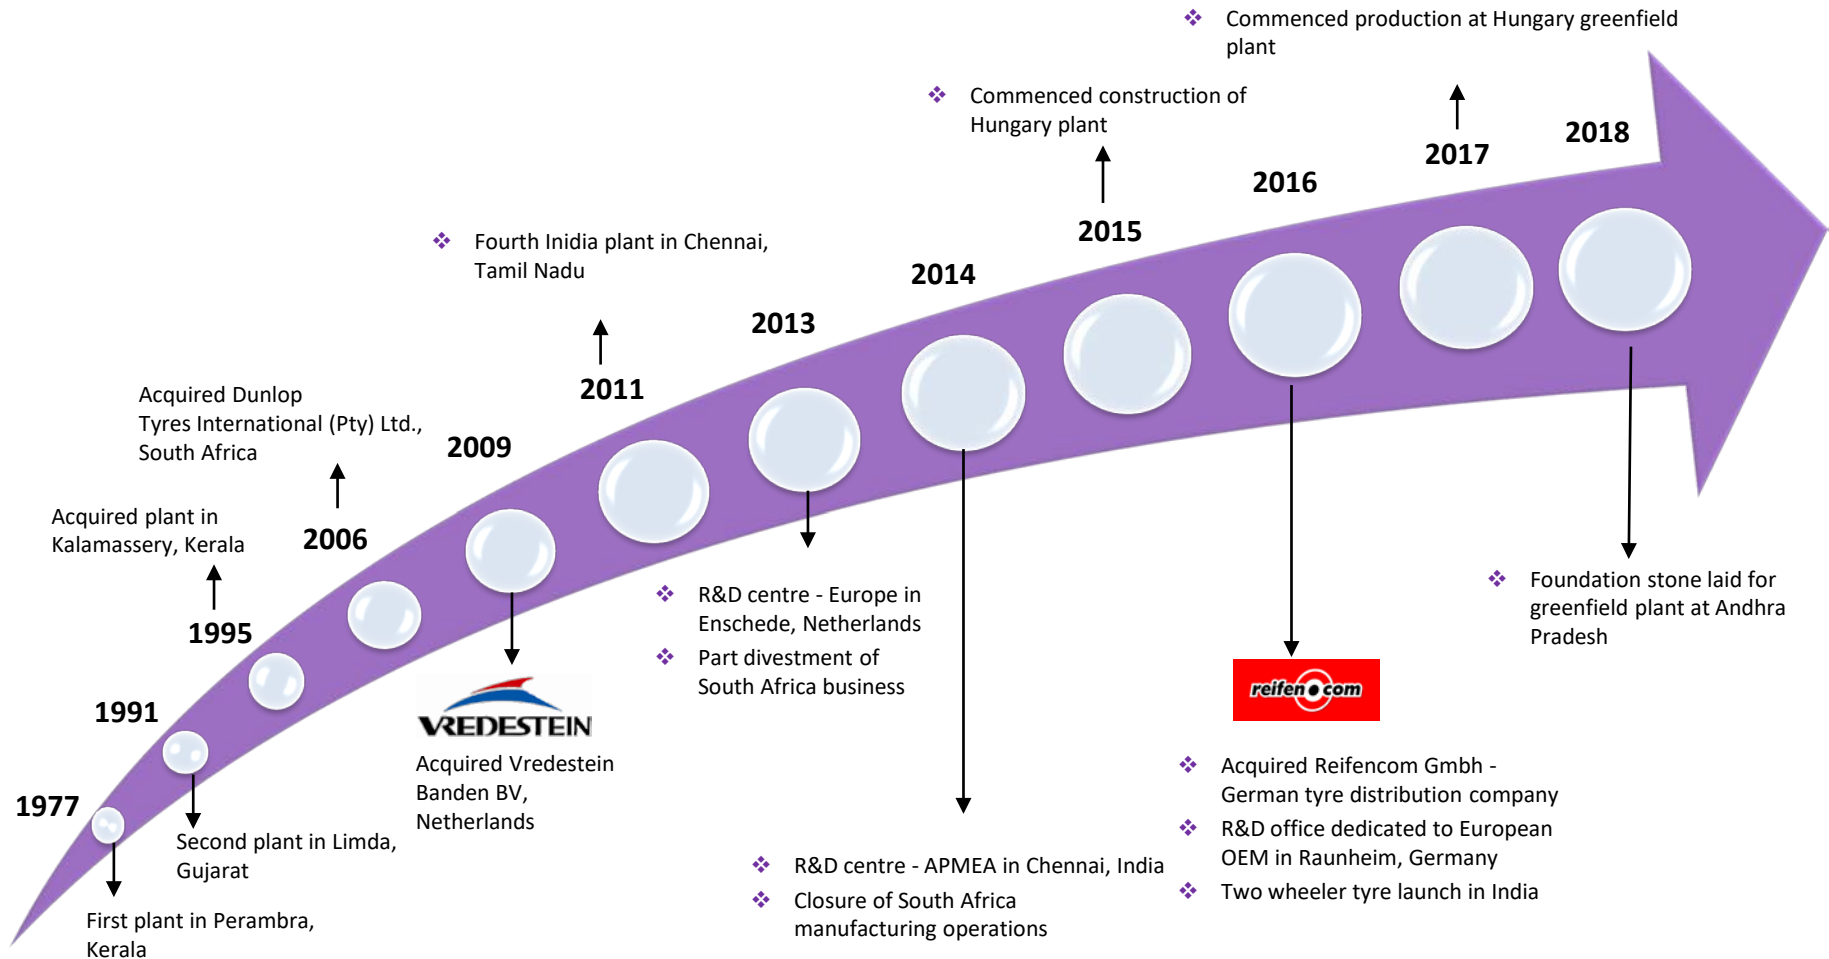 Commenced production at Hungary greenfield
plant
Commenced construction of
Hungary plant
2018
2017
2016
2015
Fourth Inidia plant in Chennai,
Tamil Nadu
2014
2013
2011
Acquired Dunlop
Tyres International (Pty) Ltd.,
South Africa
2009
Acquired plant in
Kalamassery, Kerala
2006
1995
1991
1977
First plant in Perambra,
Kerala
Second plant in Limda,
Gujarat
VREDESTEIN
Acquired Vredestein
Banden BV,
Netherlands
R&D centre - Europe in
Enschede, Netherlands
Part divestment of
South Africa business
R&D centre - APMEA in Chennai, India
Closure of South Africa
manufacturing operations
reifen com
Acquired Reifencom Gmbh -
German tyre distribution company
R&D office dedicated to European
OEM in Raunheim, Germany
Two wheeler tyre launch in India
Foundation stone laid for
greenfield plant at Andhra
Pradesh